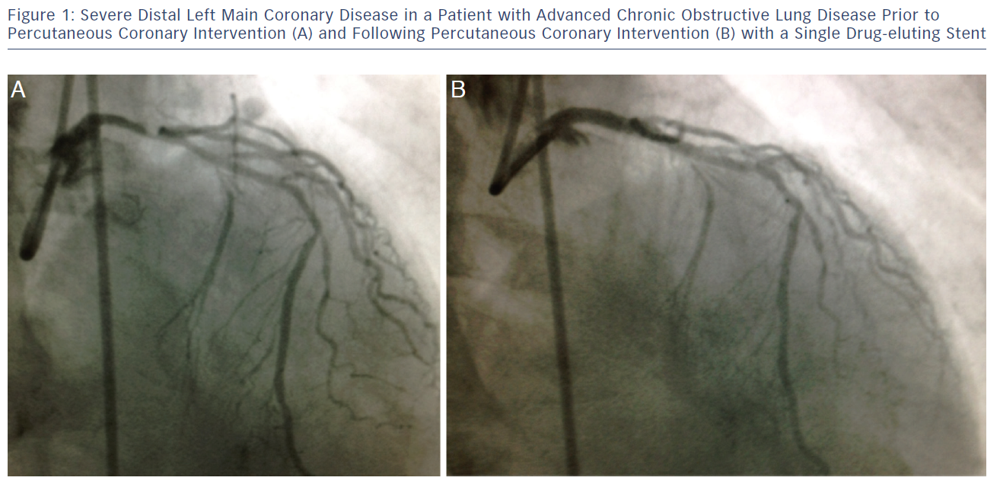 Figure 1: Severe Distal Left Main Coronary Disease in a Patient with Advanced Chronic Obstructive Lung Disease Prior to
Percutaneous Coronary Intervention (A) and Following Percutaneous Coronary Intervention (B) with a Single Drug-eluting Stent
A
B